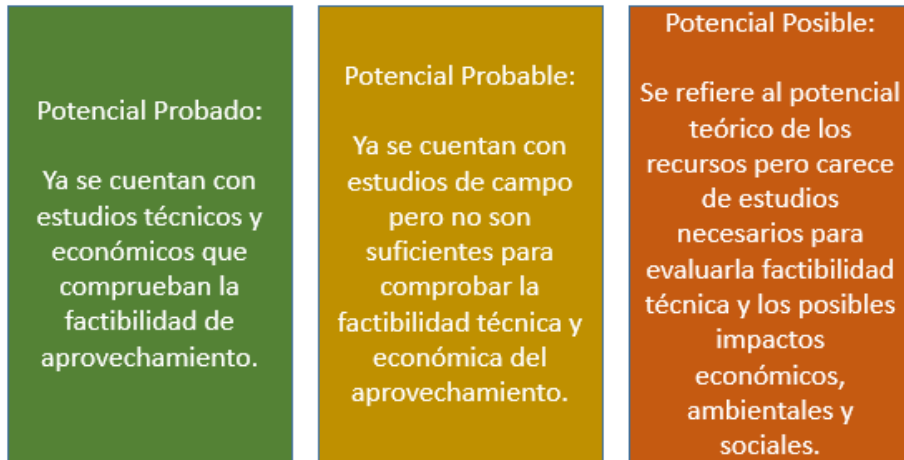 Potencial Probado:
Ya se cuentan con
estudios técnicos y
económicos que
comprueban la
factibilidad de
aprovechamiento.
Potencial Probable:
Ya se cuentan con
estudios de campo
pero no son
suficientes para
comprobar la
factibilidad técnica y
económica del
aprovechamiento.
Potencial Posible:
Se refiere al potencial
teórico de los
recursos pero carece
de estudios
necesarios para
evaluarla factibilidad
técnica y los posibles
impactos
económicos,
ambientales y
sociales.